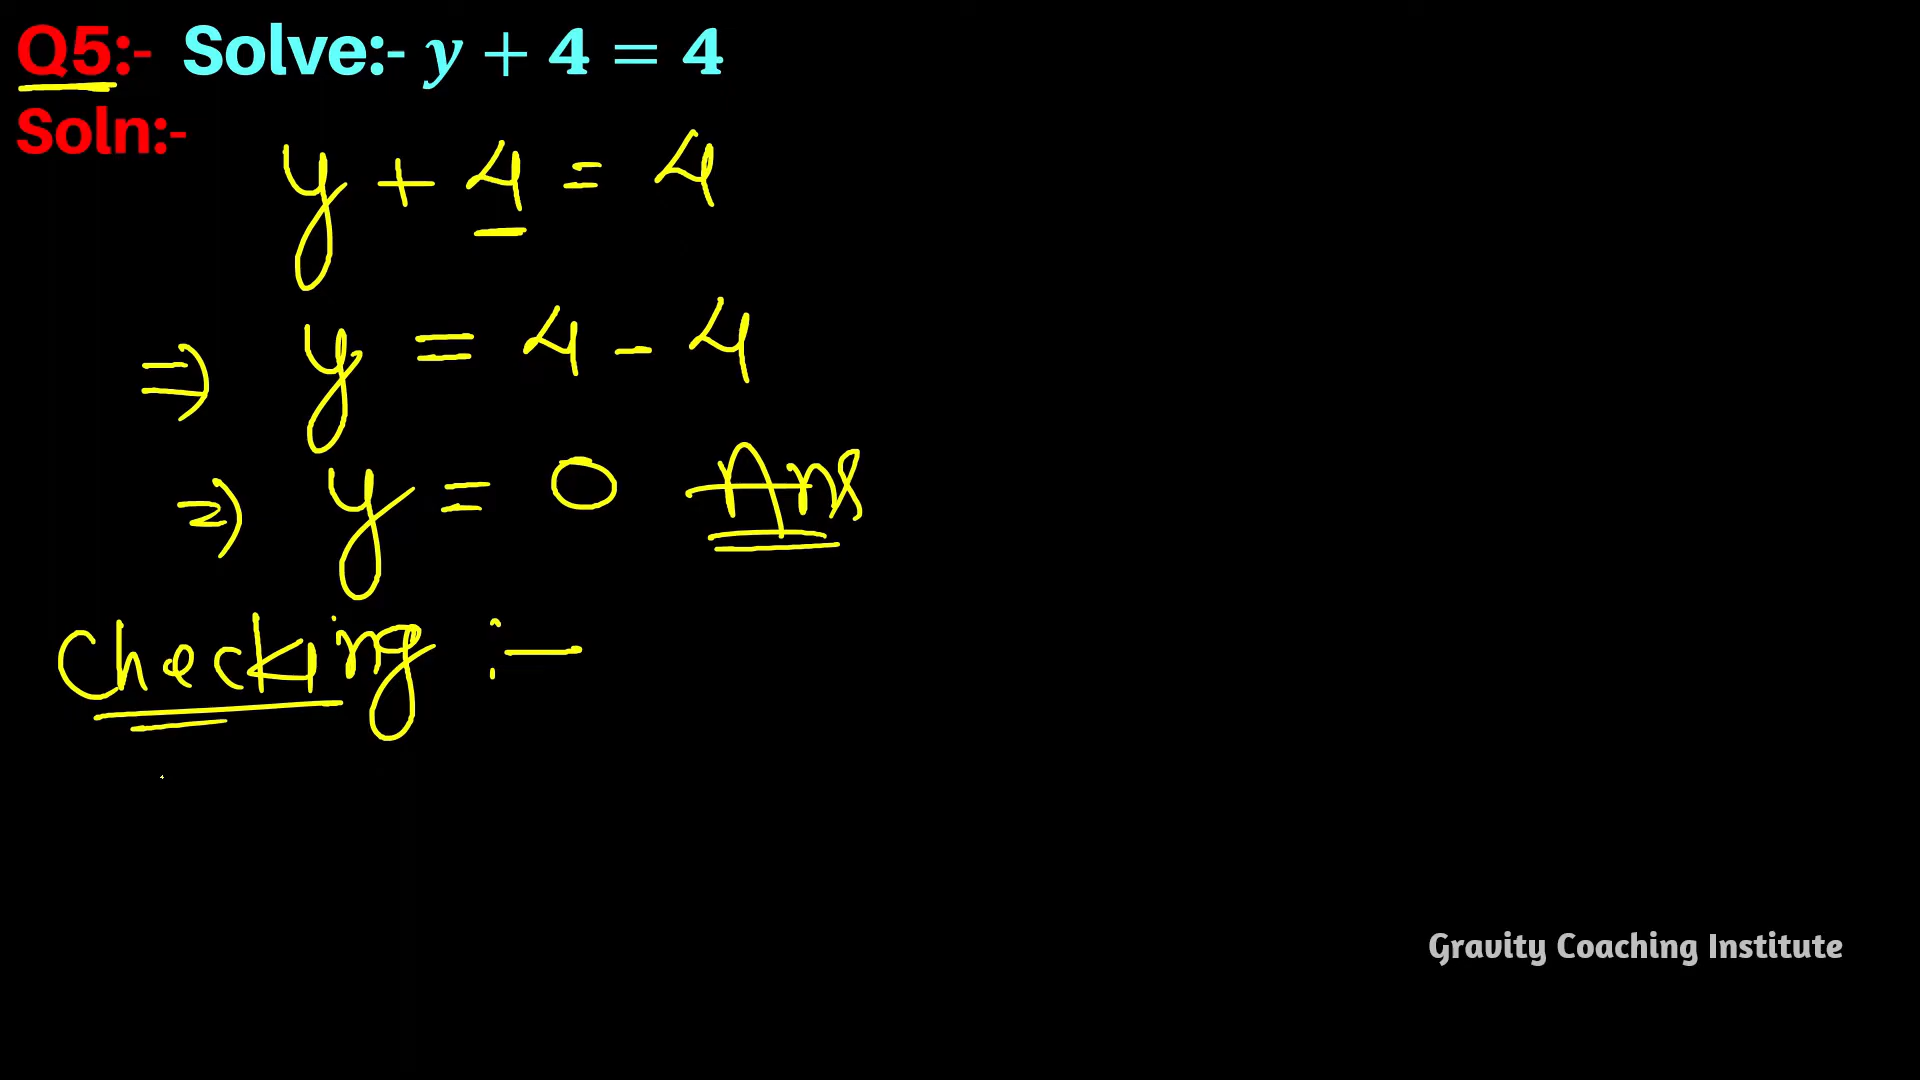 Q5:- Solve:- y + 4 = 4
Soln:-
y + 4 = 4
⇒ y = 4 - 4
⇒ y = 0 Ans
Checking :-
Gravity Coaching Institute